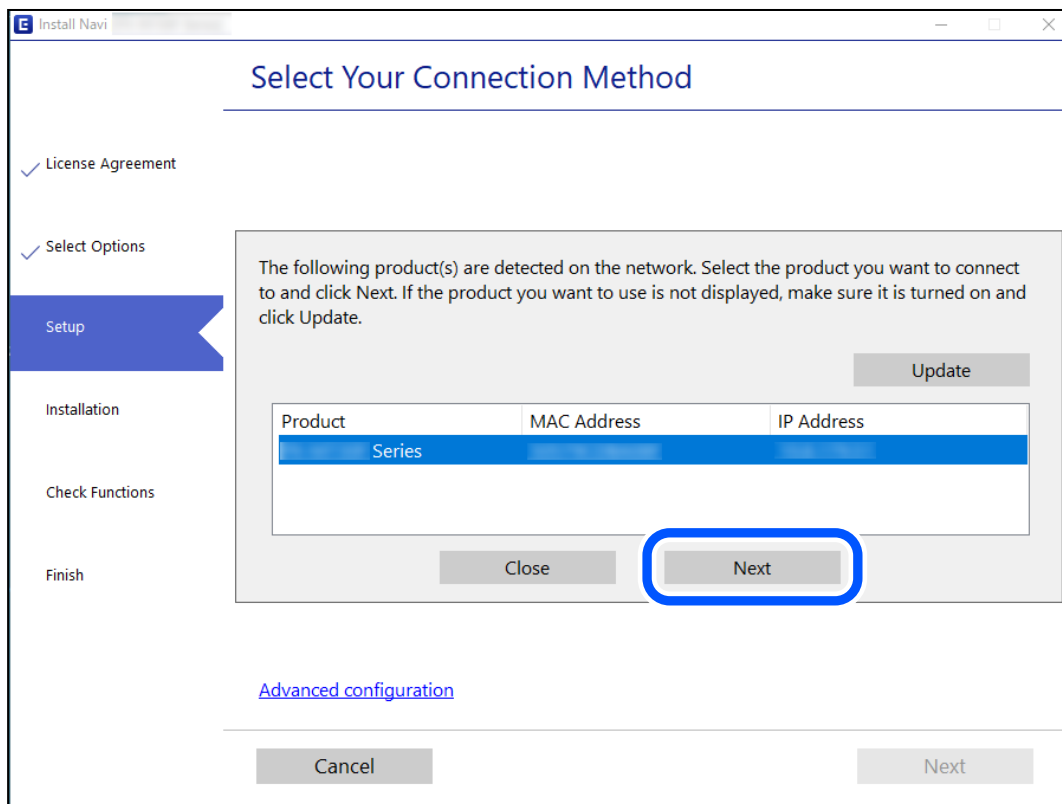 E Install Navi
Select Your Connection Method
License Agreement
Select Options
Setup
Installation
Check Functions
Finish
The following product(s) are detected on the network. Select the product you want to connect
to and click Next. If the product you want to use is not displayed, make sure it is turned on and
click Update.
Update
Product MAC Address IP Address
Series
Close Next
Advanced configuration
Cancel Next